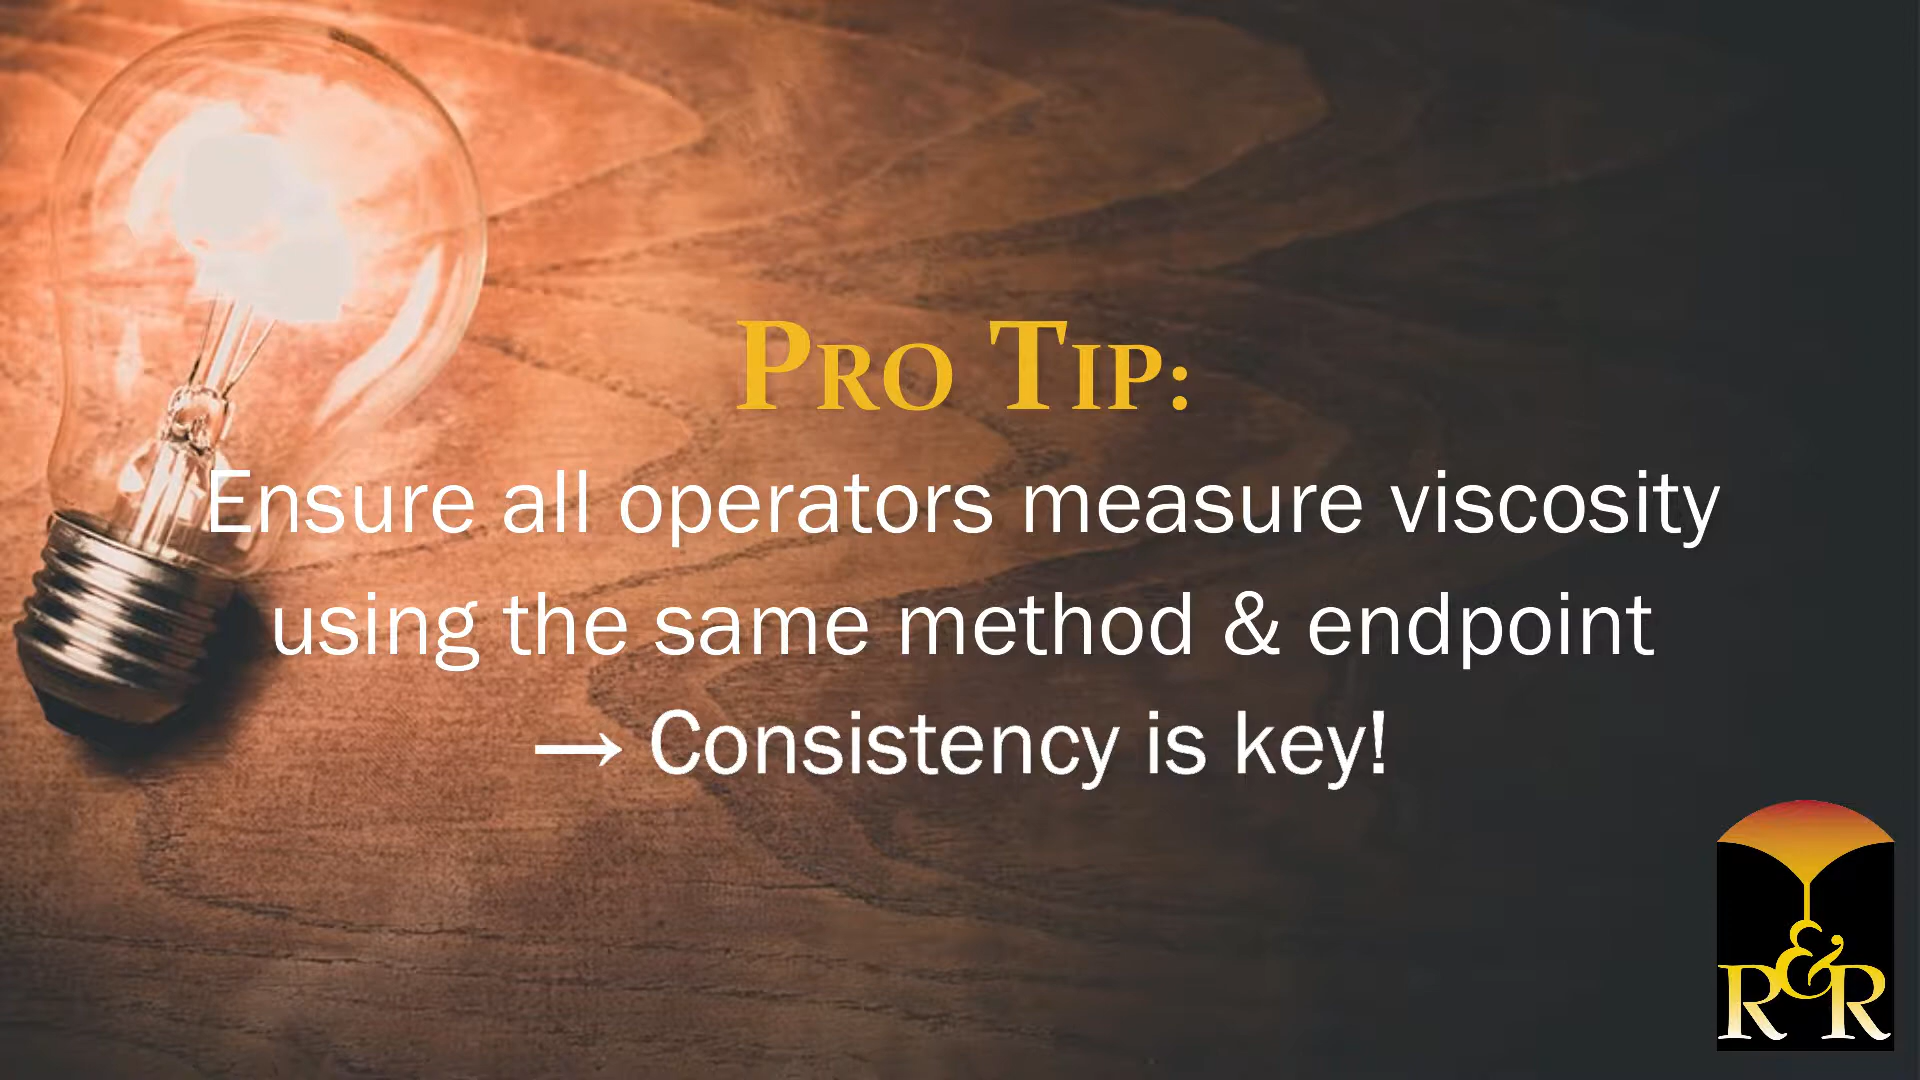 PRO TIP:
Ensure all operators measure viscosity
using the same method & endpoint
→ Consistency is key!
R&R